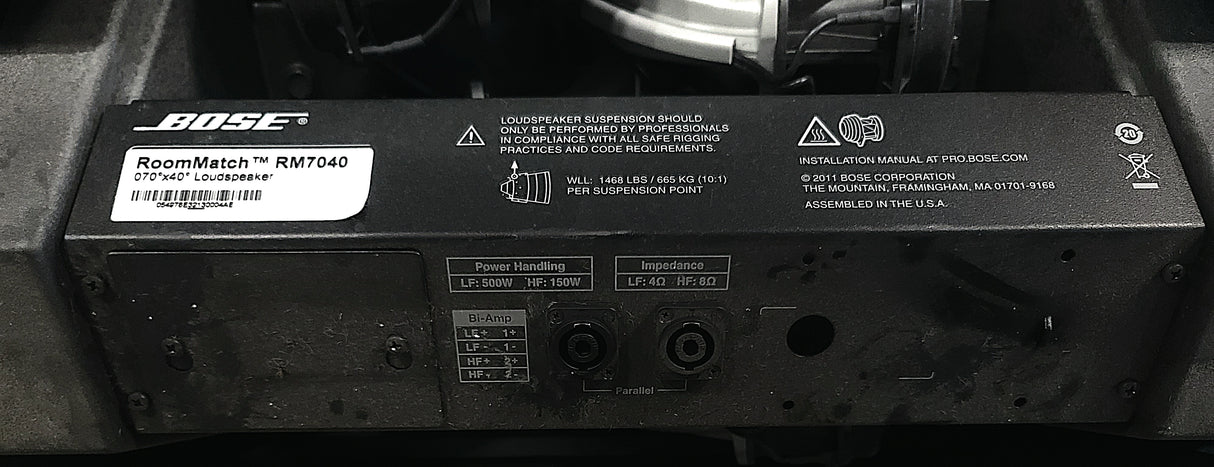 BOSE®
RoomMatch™ RM7040
070°x40° Loudspeaker
054976E32130004AE
LOUDSPEAKER SUSPENSION SHOULD
ONLY BE PERFORMED BY PROFESSIONALS
IN COMPLIANCE WITH ALL SAFE RIGGING
PRACTICES AND CODE REQUIREMENTS.
WLL: 1468 LBS / 665 KG (10:1)
PER SUSPENSION POINT
INSTALLATION MANUAL AT PRO.BOSE.COM
© 2011 BOSE CORPORATION
THE MOUNTAIN, FRAMINGHAM, MA 01701-9168
ASSEMBLED IN THE U.S.A.
20
Power Handling
LF: 500W HF: 150W
Impedance
LF: 4Ω HF: 8Ω
Bi-Amp
LF+ 1+
LF - 1-
HF+ 2+
HF- 2-
Parallel